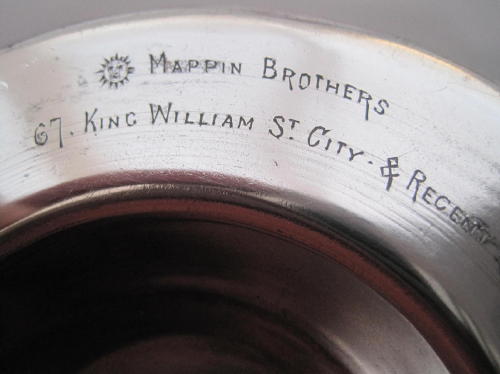 MAPPIN BROTHERS
67. KING WILLIAM ST. CITY. & REGENT